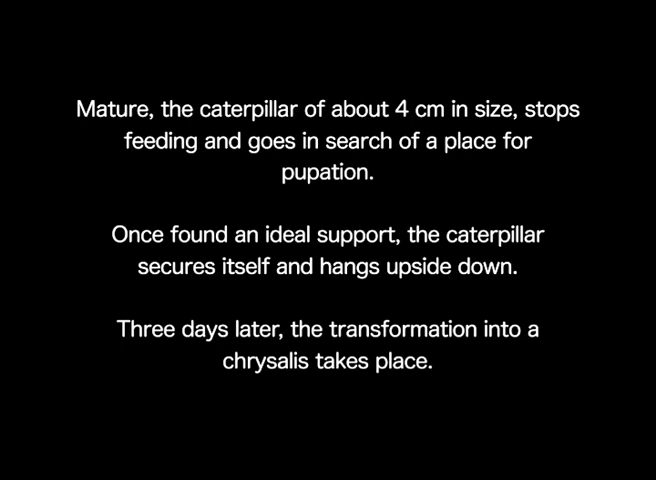 Mature, the caterpillar of about 4 cm in size, stops
feeding and goes in search of a place for
pupation.
Once found an ideal support, the caterpillar
secures itself and hangs upside down.
Three days later, the transformation into a
chrysalis takes place.